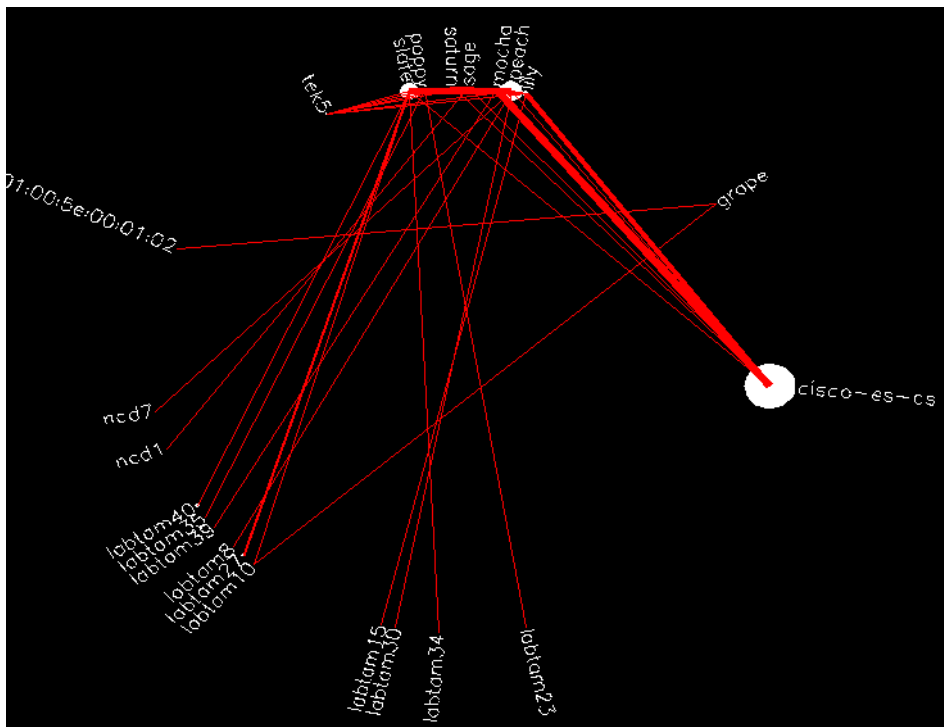 slate
poppy
saturn
sage
mocha
peach
lily
tek5
grape
01:00:5e:00:01:02
cisco-es-cs
ncd7
ncd1
labtam40
labtam35
labtam39
labtam8
labtam27
labtam10
labtam15
labtam30
labtam34
labtam23